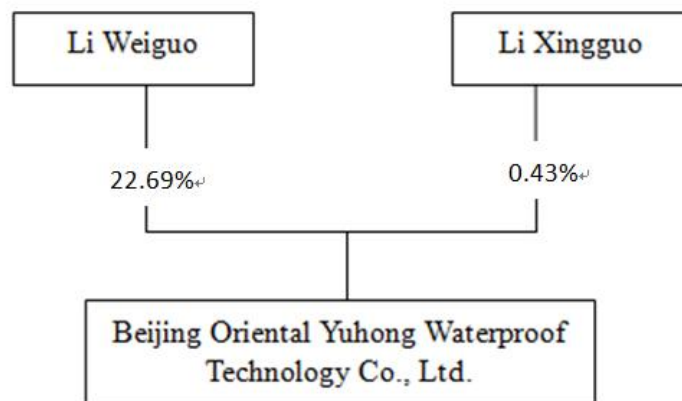 Li Weiguo
Li Xingguo
22.69%
0.43%
Beijing Oriental Yuhong Waterproof
Technology Co., Ltd.